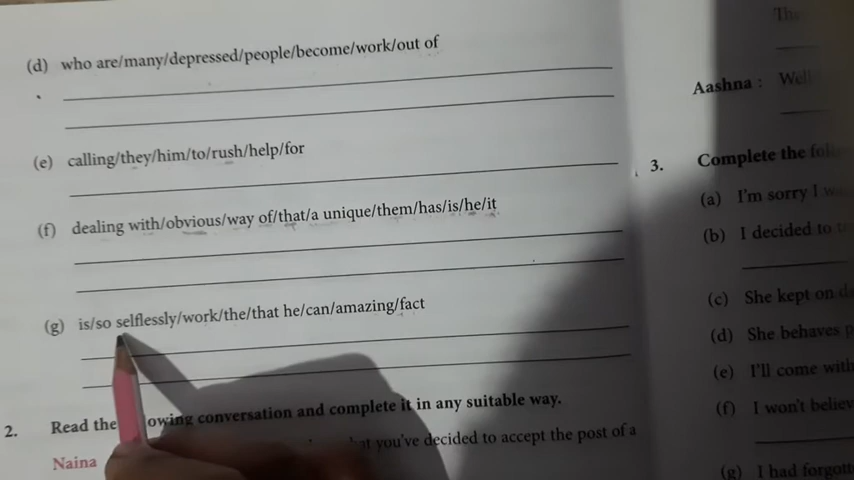 (d) who are/many/depressed/people/become/work/out of
(e) calling/they/him/to/rush/help/for
(f) dealing with/obvious/way of/that/a unique/them/has/is/he/it
(g) is/so selflessly/work/the/that he/can/amazing/fact
2. Read the owing conversation and complete it in any suitable way.
you've decided to accept the post of a
Naina
Aashna : Well
3. Complete the
(a) I'm sorry I
(b) I decided to
(c) She kept on
(d) She behaves
(e) I'll come with
(f) I won't
(g) I had